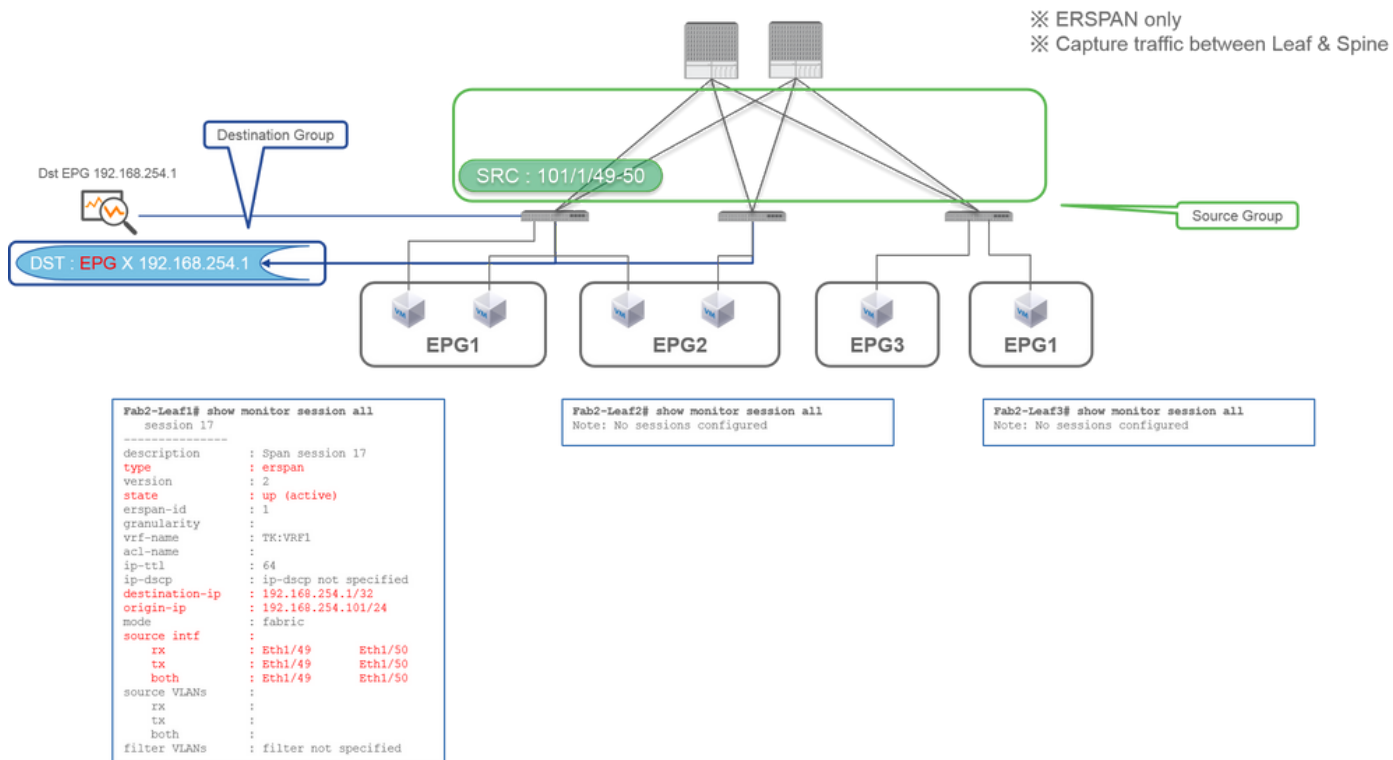 ※ ERSPAN only
※ Capture traffic between Leaf & Spine
Destination Group
Dst EPG 192.168.254.1
SRC : 101/1/49-50
Source Group
DST : EPG X 192.168.254.1
VM
VM
VM
VM
VM
VM
EPG1
EPG2
EPG3
EPG1
Fab2-Leaf1# show monitor session all
session 17
---------------
description : Span session 17
type : erspan
version : 2
state : up (active)
erspan-id : 1
granularity :
vrf-name : TK:VRF1
acl-name :
ip-ttl : 64
ip-dscp : ip-dscp not specified
destination-ip : 192.168.254.1/32
origin-ip : 192.168.254.101/24
mode : fabric
source intf :
rx : Eth1/49 Eth1/50
tx : Eth1/49 Eth1/50
both : Eth1/49 Eth1/50
source VLANs :
rx :
tx :
both :
filter VLANs : filter not specified
Fab2-Leaf2# show monitor session all
Note: No sessions configured
Fab2-Leaf3# show monitor session all
Note: No sessions configured